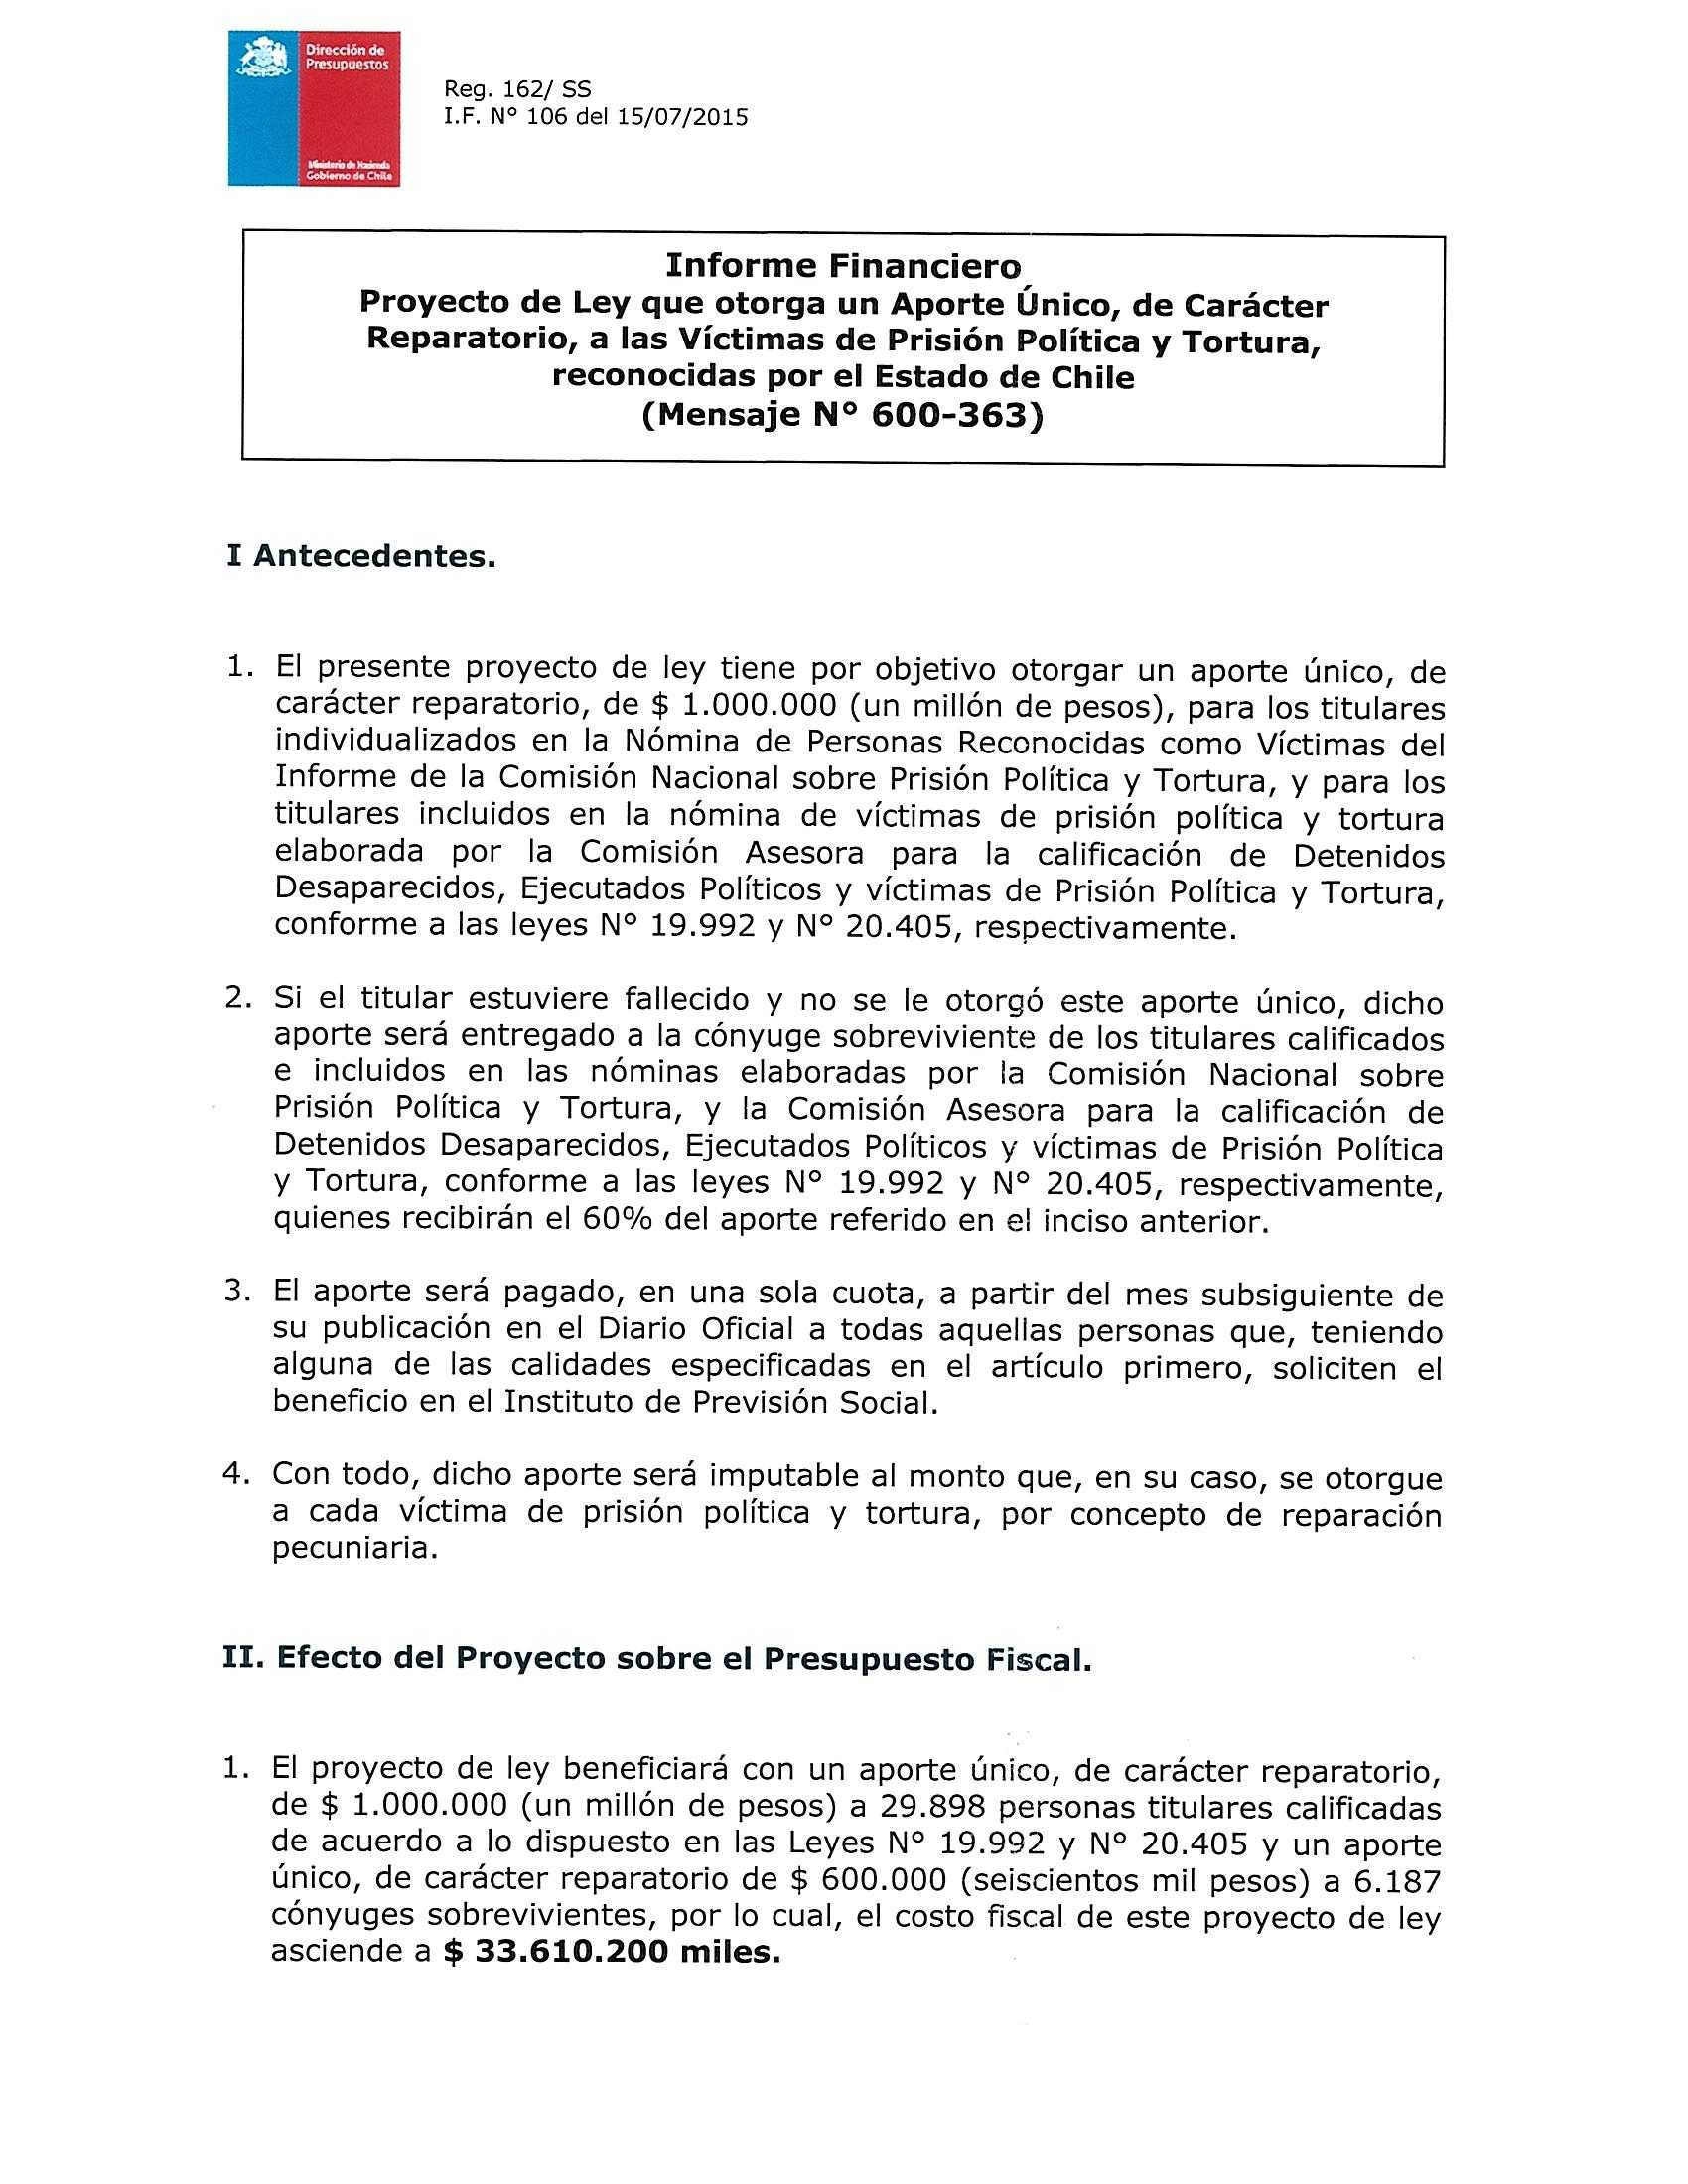 Dirección de
Presupuestos
Ministerio de Hacienda
Gobierno de Chile
Reg. 162/ SS
I.F. N° 106 del 15/07/2015
Informe Financiero
Proyecto de Ley que otorga un Aporte Único, de Carácter
Reparatorio, a las Víctimas de Prisión Política y Tortura,
reconocidas por el Estado de Chile
(Mensaje N° 600-363)
I Antecedentes.
1. El presente proyecto de ley tiene por objetivo otorgar un aporte único, de
carácter reparatorio, de $ 1.000.000 (un millón de pesos), para los titulares
individualizados en la Nómina de Personas Reconocidas como Víctimas del
Informe de la Comisión Nacional sobre Prisión Política y Tortura, y para los
titulares incluidos en la nómina de víctimas de prisión política y tortura
elaborada por la Comisión Asesora para la calificación de Detenidos
Desaparecidos, Ejecutados Políticos y víctimas de Prisión Política y Tortura,
conforme a las leyes N° 19.992 y N° 20.405, respectivamente.
2. Si el titular estuviere fallecido y no se le otorgó este aporte único, dicho
aporte será entregado a la cónyuge sobreviviente de los titulares calificados
e incluidos en las nóminas elaboradas por la Comisión Nacional sobre
Prisión Política y Tortura, y la Comisión Asesora para la calificación de
Detenidos Desaparecidos, Ejecutados Políticos y víctimas de Prisión Política
y Tortura, conforme a las leyes N° 19.992 y N° 20.405, respectivamente,
quienes recibirán el 60% del aporte referido en el inciso anterior.
3. El aporte será pagado, en una sola cuota, a partir del mes subsiguiente de
su publicación en el Diario Oficial a todas aquellas personas que, teniendo
alguna de las calidades especificadas en el artículo primero, soliciten el
beneficio en el Instituto de Previsión Social.
4. Con todo, dicho aporte será imputable al monto que, en su caso, se otorgue
a cada víctima de prisión política y tortura, por concepto de reparación
pecuniaria.
II. Efecto del Proyecto sobre el Presupuesto Fiscal.
1. El proyecto de ley beneficiará con un aporte único, de carácter reparatorio,
de $ 1.000.000 (un millón de pesos) a 29.898 personas titulares calificadas
de acuerdo a lo dispuesto en las Leyes N° 19.992 y N° 20.405 y un aporte
único, de carácter reparatorio de $ 600.000 (seiscientos mil pesos) a 6.187
cónyuges sobrevivientes, por lo cual, el costo fiscal de este proyecto de ley
asciende a $ 33.610.200 miles.